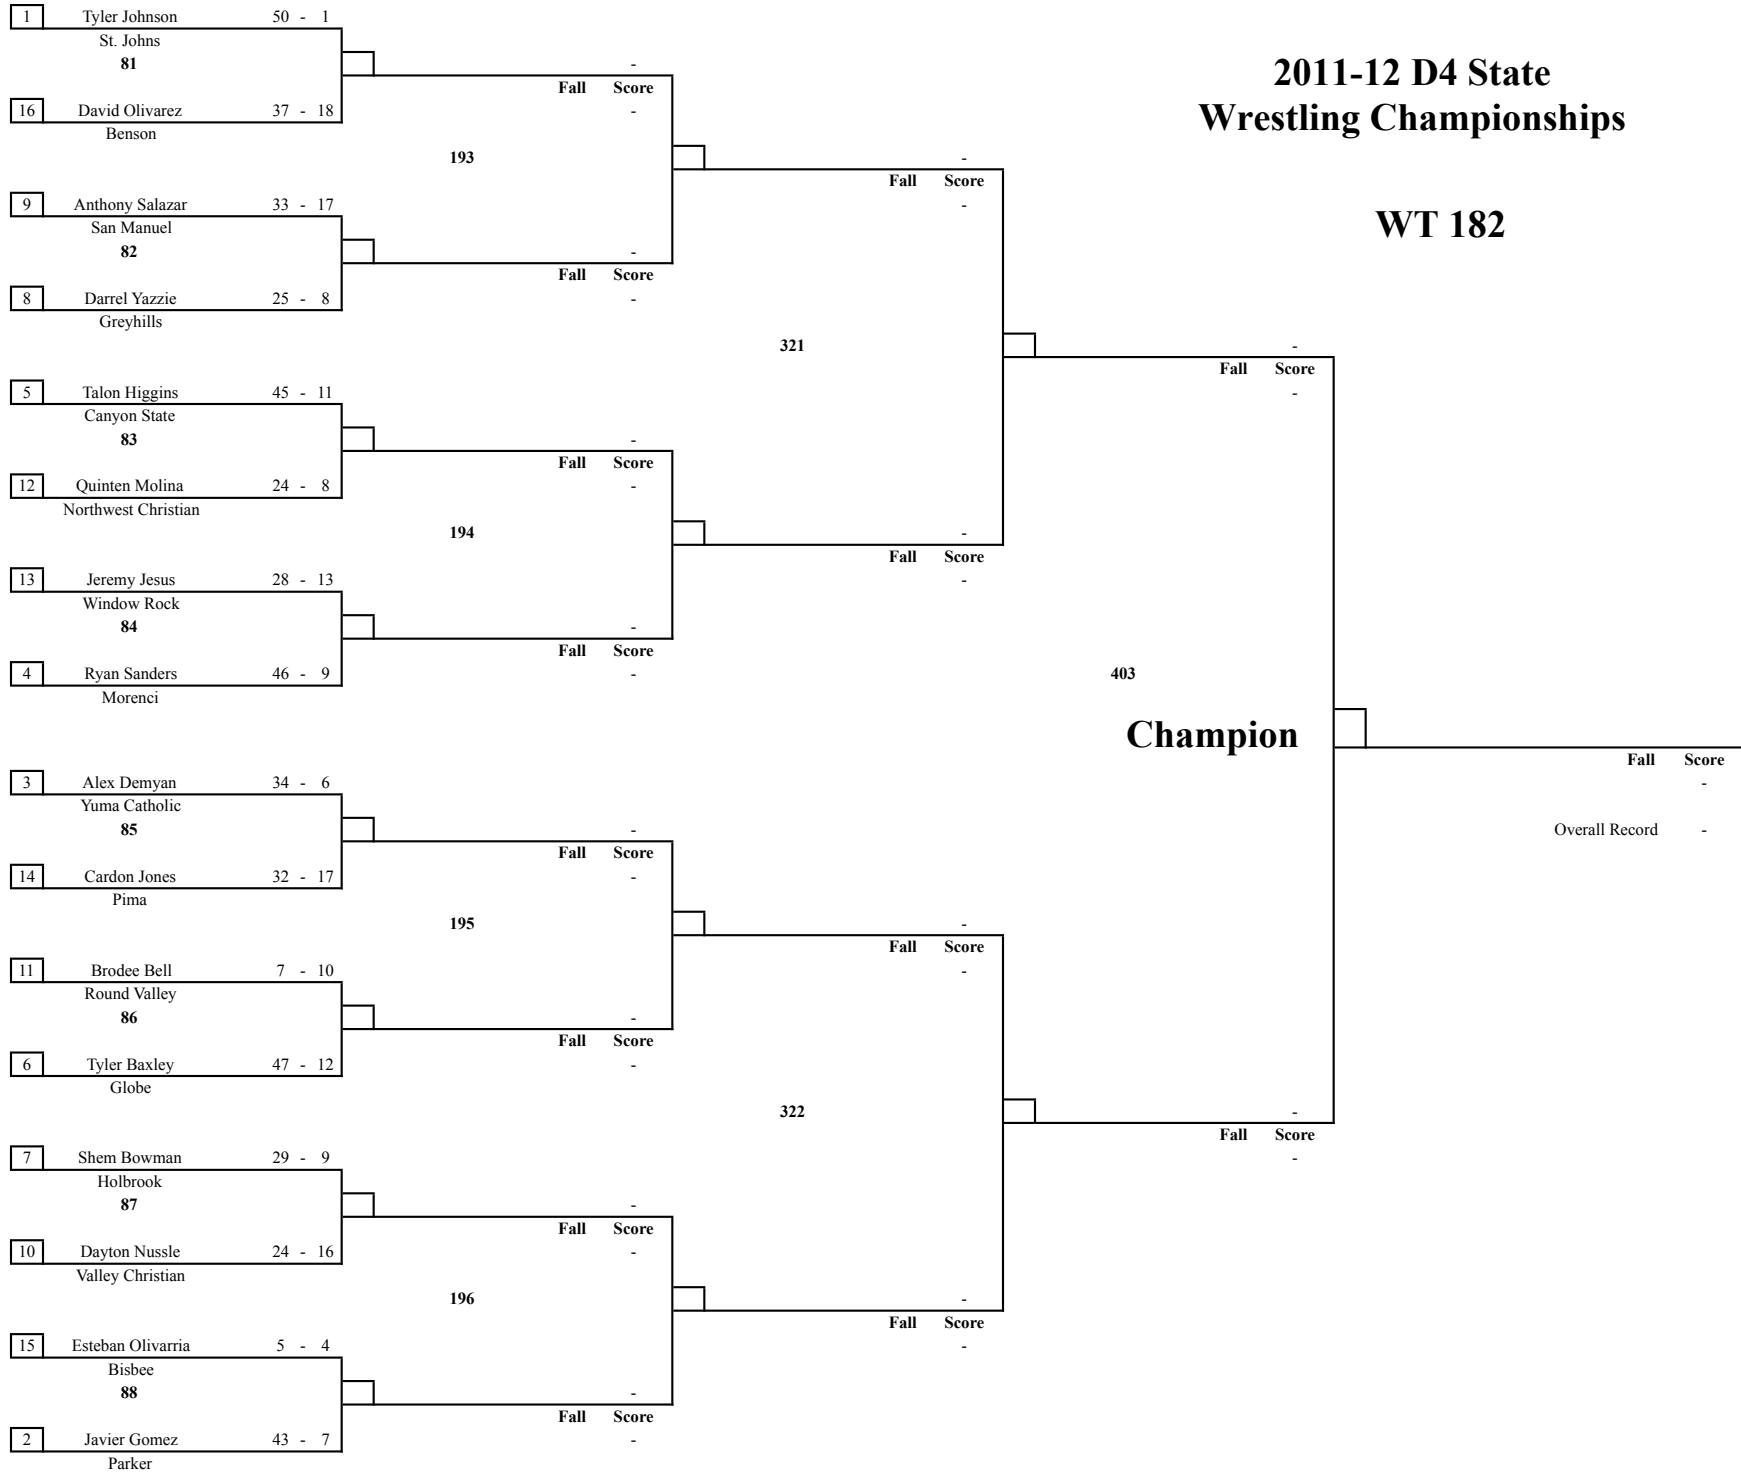 2011-12 D4 State
Wrestling Championships
WT 182
1 Tyler Johnson 50 - 1
St. Johns
81
16 David Olivarez 37 - 18
Benson
9 Anthony Salazar 33 - 17
San Manuel
82
8 Darrel Yazzie 25 - 8
Greyhills
5 Talon Higgins 45 - 11
Canyon State
83
12 Quinten Molina 24 - 8
Northwest Christian
13 Jeremy Jesus 28 - 13
Window Rock
84
4 Ryan Sanders 46 - 9
Morenci
3 Alex Demyan 34 - 6
Yuma Catholic
85
14 Cardon Jones 32 - 17
Pima
11 Brodee Bell 7 - 10
Round Valley
86
6 Tyler Baxley 47 - 12
Globe
7 Shem Bowman 29 - 9
Holbrook
87
10 Dayton Nussle 24 - 16
Valley Christian
15 Esteban Olivarria 5 - 4
Bisbee
88
2 Javier Gomez 43 - 7
Parker
-
Fall Score
-
193
-
Fall Score
-
-
Fall Score
-
194
-
Fall Score
-
-
Fall Score
-
195
-
Fall Score
-
-
Fall Score
-
196
-
Fall Score
-
-
Fall Score
-
321
-
Fall Score
-
-
Fall Score
-
322
-
Fall Score
-
-
Fall Score
-
403
Champion
-
Fall Score
-
Fall Score
-
Overall Record -